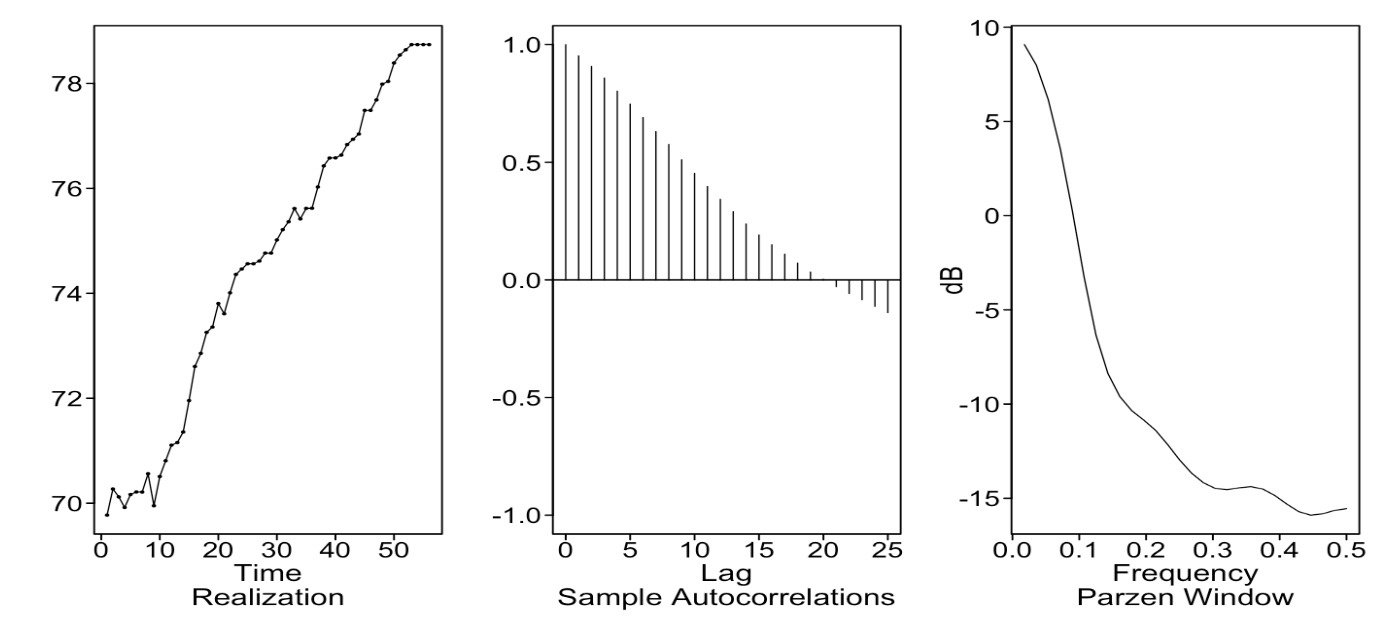 78
76
74
72
70
0 10 20 30 40 50
Time
Realization
1.0
0.5
0.0
-0.5
-1.0
0 5 10 15 20 25
Lag
Sample Autocorrelations
dB
10
5
0
-5
-10
-15
0.0 0.1 0.2 0.3 0.4 0.5
Frequency
Parzen Window